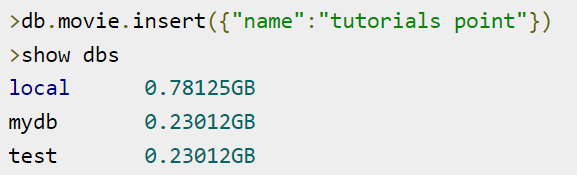 >db.movie.insert({"name":"tutorials point"})
>show dbs
local      0.78125GB
mydb       0.23012GB
test       0.23012GB